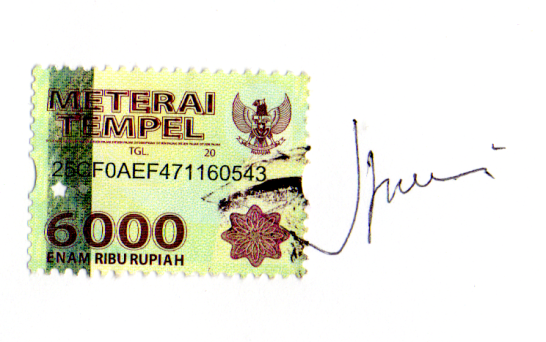 METERAI
TEMPEL
TGL. 20
25CF0AEF471160543
6000
ENAM RIBU RUPIAH